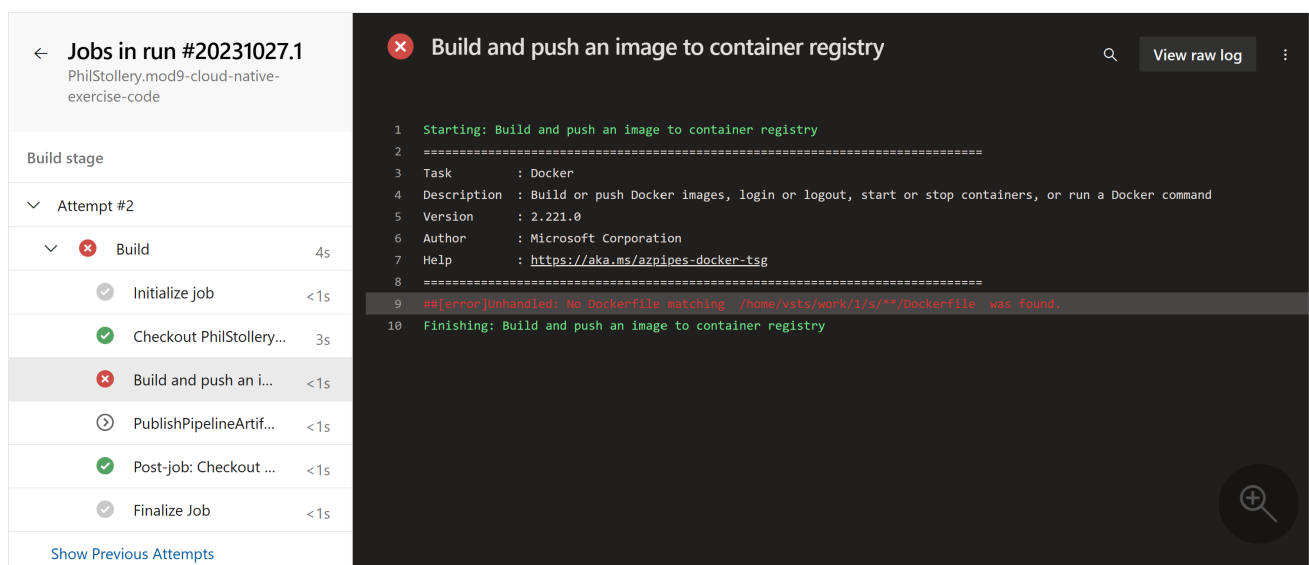 Jobs in run #20231027.1
PhilStollery.mod9-cloud-native-
exercise-code
Build stage
Attempt #2
Build 4s
Initialize job <1s
Checkout PhilStollery... 3s
Build and push an i... <1s
PublishPipelineArtif... <1s
Post-job: Checkout ... <1s
Finalize Job <1s
Show Previous Attempts
Build and push an image to container registry
View raw log
1 Starting: Build and push an image to container registry
2 ==============================================================================
3 Task : Docker
4 Description : Build or push Docker images, login or logout, start or stop containers, or run a Docker command
5 Version : 2.221.0
6 Author : Microsoft Corporation
7 Help : https://aka.ms/azpipes-docker-tsg
8 ==============================================================================
9 ##[error]Unhandled: No Dockerfile matching /home/vsts/work/1/s/**/Dockerfile was found.
10 Finishing: Build and push an image to container registry